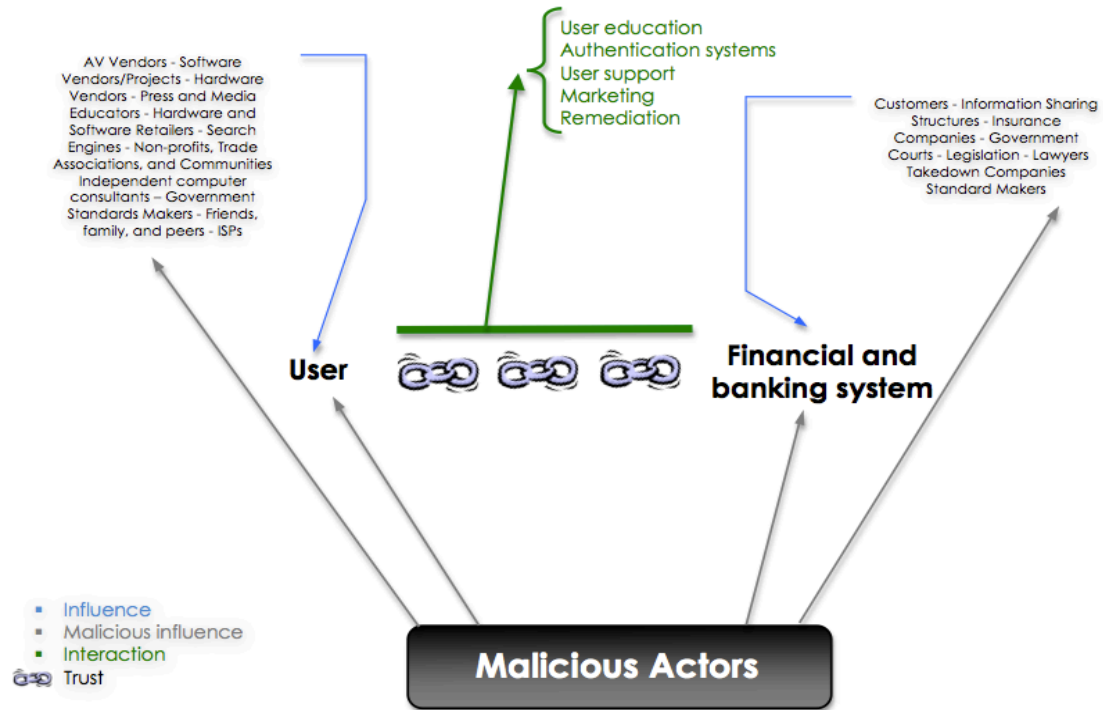 User education
Authentication systems
User support
Marketing
Remediation
AV Vendors - Software
Vendors/Projects - Hardware
Vendors - Press and Media
Educators - Hardware and
Software Retailers - Search
Engines - Non-profits, Trade
Associations, and Communities
Independent computer
consultants – Government
Standards Makers - Friends,
family, and peers - ISPs
Customers - Information Sharing
Structures - Insurance
Companies - Government
Courts - Legislation - Lawyers
Takedown Companies
Standard Makers
User
Financial and
banking system
Influence
Malicious influence
Interaction
Trust
Malicious Actors